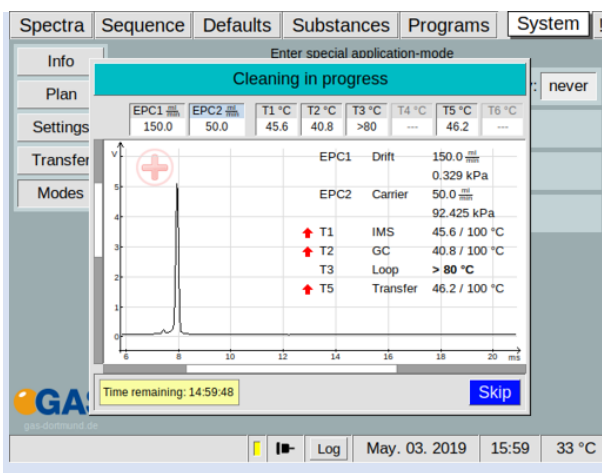 Spectra Sequence Defaults Substances Programs System
Enter special application-mode
Info
Plan
Settings
Transfer
Modes
never
Cleaning in progress
EPC1 ml/min EPC2 ml/min T1 °C T2 °C T3 °C T4 °C T5 °C T6 °C
150.0 50.0 45.6 40.8 >80 --- 46.2 ---
V
5
4
3
2
1
0
6 8 10 12 14 16 18 20 ms
EPC1 Drift 150.0 ml/min
0.329 kPa
EPC2 Carrier 50.0 ml/min
92.425 kPa
T1 IMS 45.6 / 100 °C
T2 GC 40.8 / 100 °C
T3 Loop > 80 °C
T5 Transfer 46.2 / 100 °C
Time remaining: 14:59:48
Skip
GAS
gas-dortmund.de
Log May. 03. 2019 15:59 33 °C